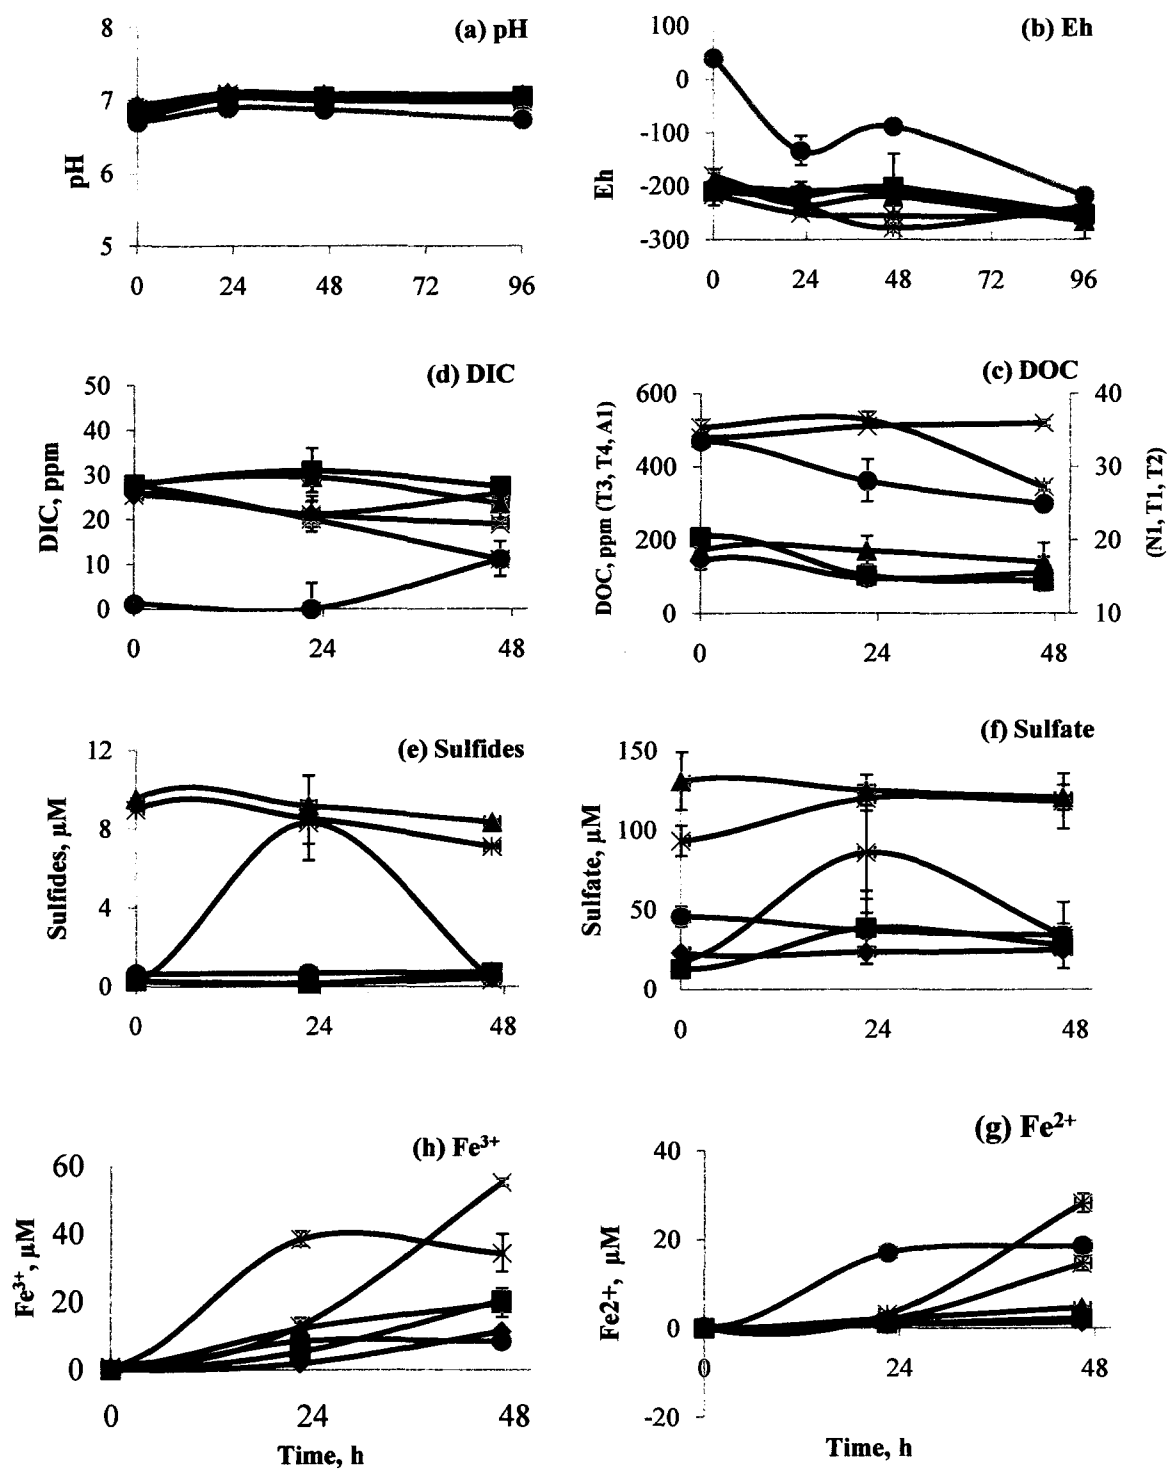 (a) pH
8
7
6
5
pH
0 24 48 72 96
(b) Eh
100
0
-100
-200
-300
Eh
0 24 48 72 96
(d) DIC
50
40
30
20
10
0
DIC, ppm
0 24 48
(c) DOC
600
400
200
0
DOC, ppm (T3, T4, A1)
40
30
20
10
(N1, T1, T2)
0 24 48
(e) Sulfides
12
8
4
0
Sulfides, µM
0 24 48
(f) Sulfate
150
100
50
0
Sulfate, µM
0 24 48
(h) Fe³⁺
60
40
20
0
Fe³⁺, µM
0 24 48
Time, h
(g) Fe²⁺
40
20
0
-20
Fe2+, µM
0 24 48
Time, h